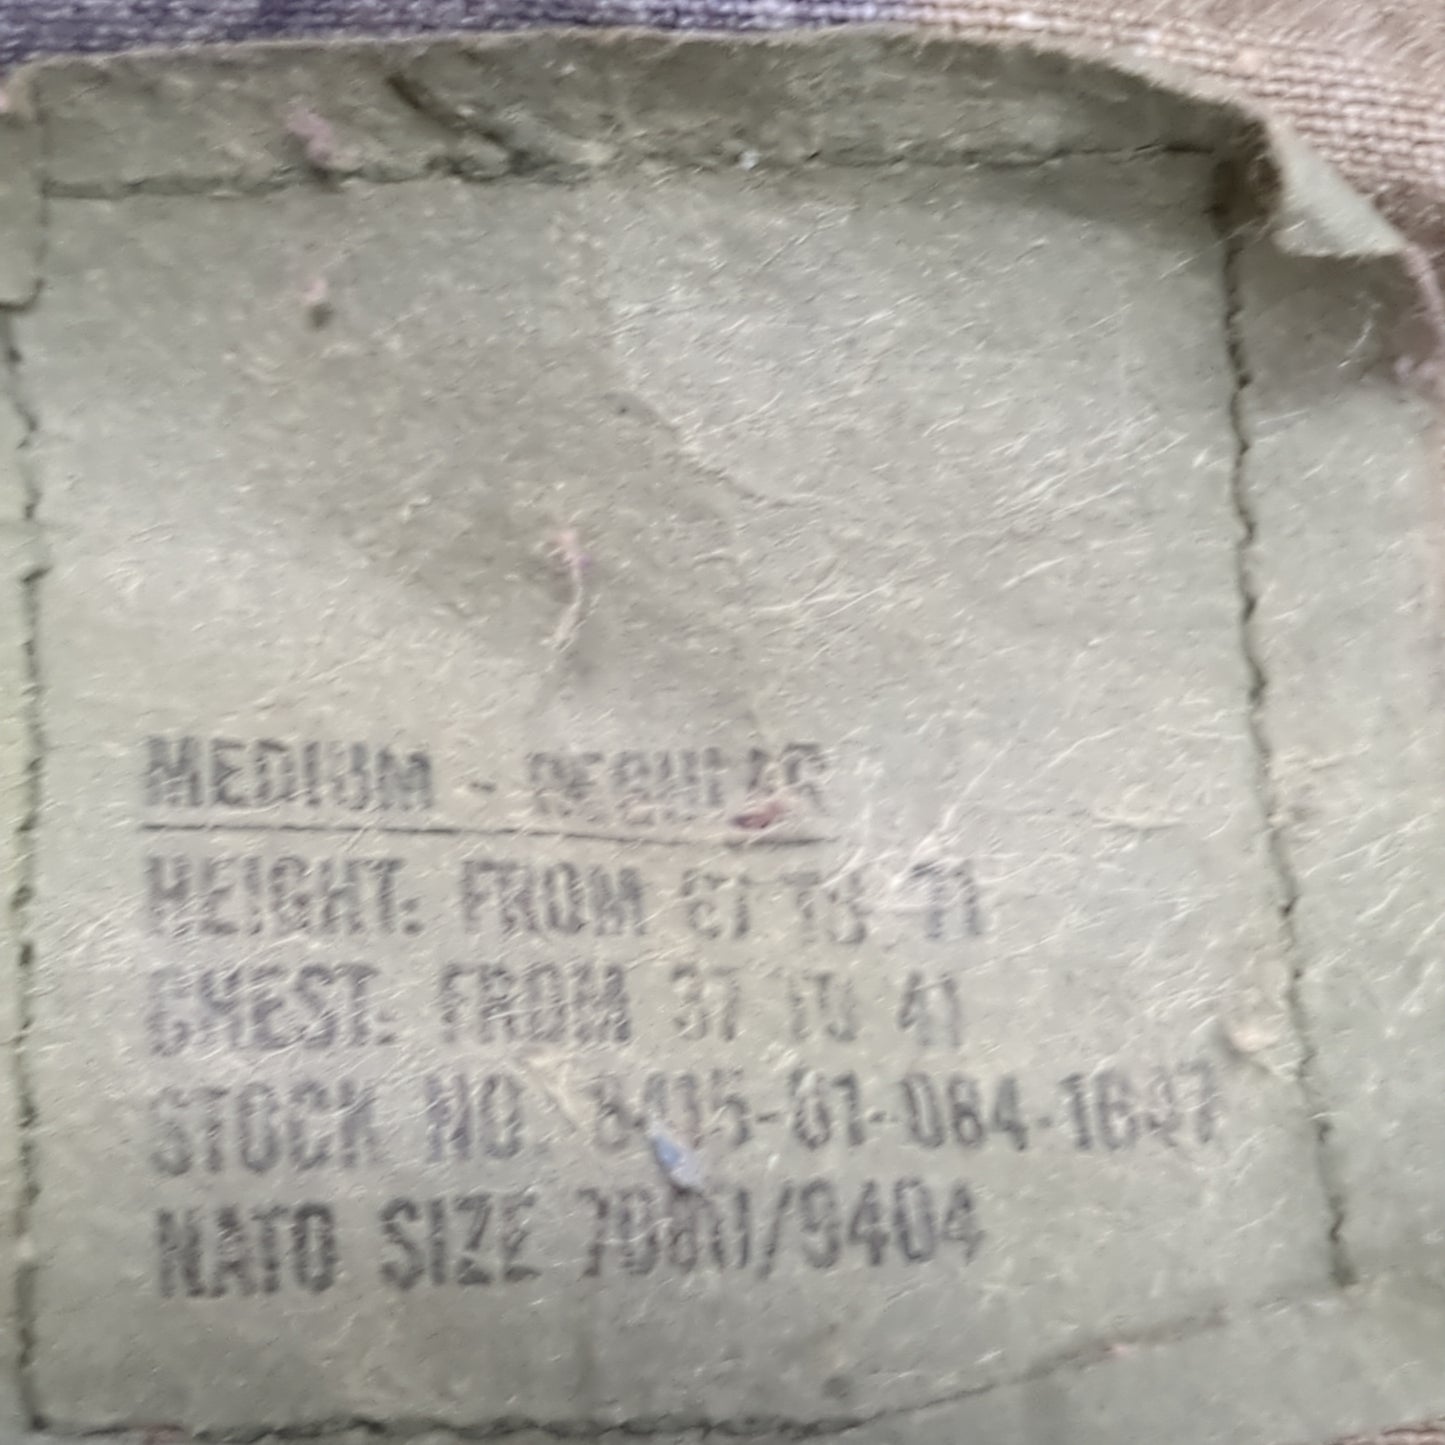 MEDIUM - REGULAR
HEIGHT: FROM 67 TO 71
CHEST: FROM 37 TO 41
STOCK NO. 8415-01-084-1647
NATO SIZE 7080/9404